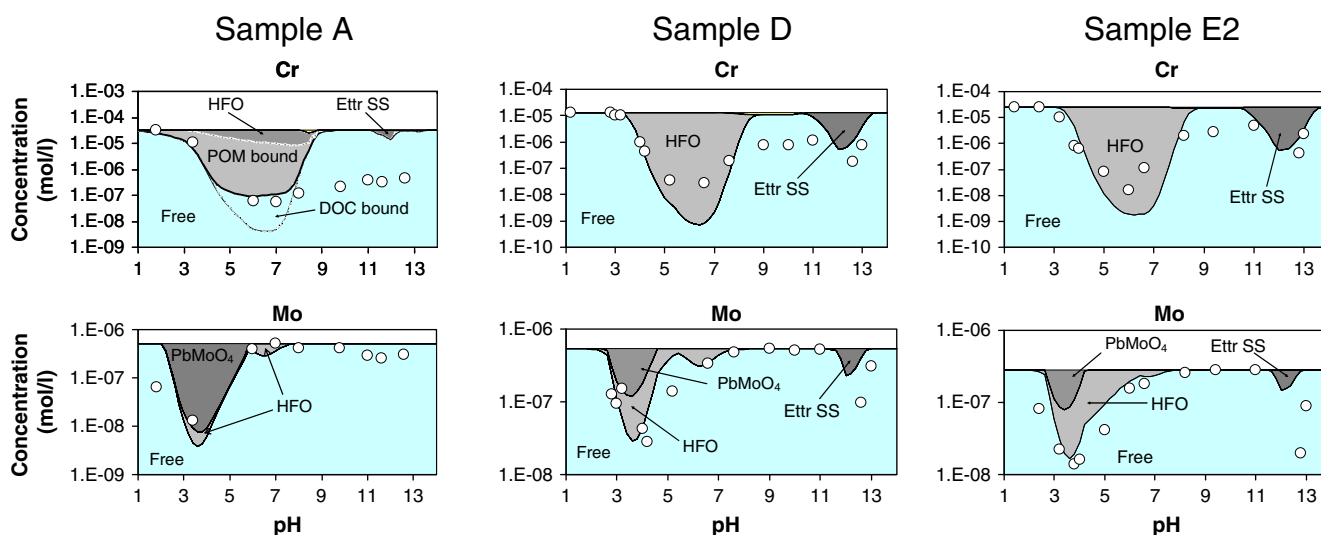 Sample A
Sample D
Sample E2
Cr
Concentration
(mol/l)
1.E-03
1.E-04
1.E-05
1.E-06
1.E-07
1.E-08
1.E-09
HFO
Ettr SS
POM bound
DOC bound
Free
1 3 5 7 9 11 13
Cr
1.E-04
1.E-05
1.E-06
1.E-07
1.E-08
1.E-09
1.E-10
HFO
Ettr SS
Free
1 3 5 7 9 11 13
Cr
1.E-04
1.E-05
1.E-06
1.E-07
1.E-08
1.E-09
1.E-10
HFO
Ettr SS
Free
1 3 5 7 9 11 13
Mo
Concentration
(mol/l)
1.E-06
1.E-07
1.E-08
1.E-09
PbMoO₄
HFO
Free
1 3 5 7 9 11 13
pH
Mo
1.E-06
1.E-07
1.E-08
PbMoO₄
Ettr SS
HFO
Free
1 3 5 7 9 11 13
pH
Mo
1.E-06
1.E-07
1.E-08
PbMoO₄
Ettr SS
HFO
Free
1 3 5 7 9 11 13
pH